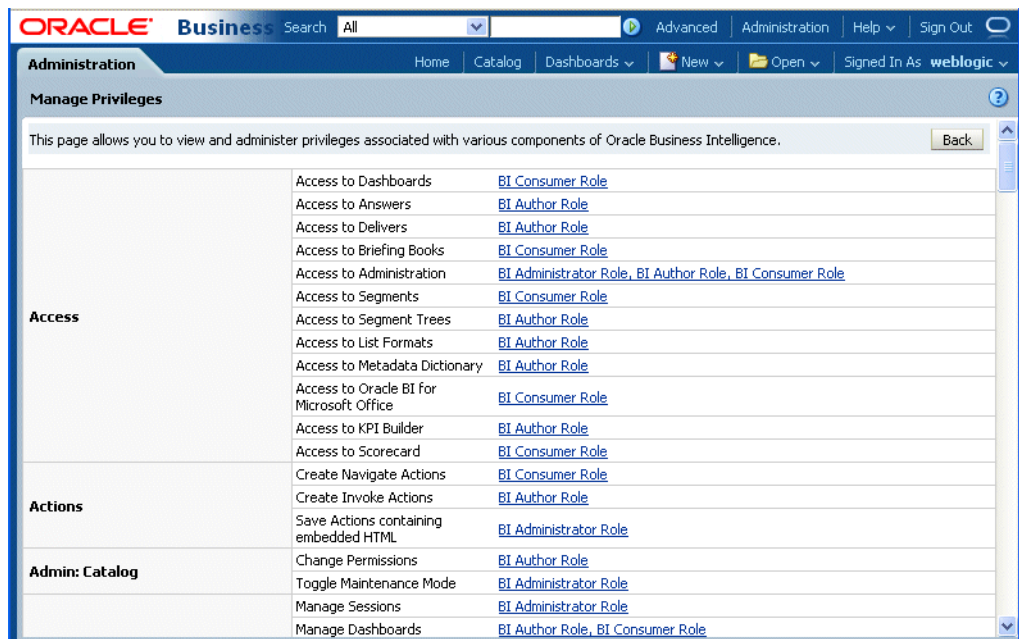 ORACLE Business Search All Advanced Administration Help Sign Out
Administration Home Catalog Dashboards New Open Signed In As weblogic
Manage Privileges ?
This page allows you to view and administer privileges associated with various components of Oracle Business Intelligence. Back
Access to Dashboards BI Consumer Role
Access to Answers BI Author Role
Access to Delivers BI Author Role
Access to Briefing Books BI Consumer Role
Access to Administration BI Administrator Role, BI Author Role, BI Consumer Role
Access to Segments BI Consumer Role
Access Access to Segment Trees BI Author Role
Access to List Formats BI Author Role
Access to Metadata Dictionary BI Author Role
Access to Oracle BI for
Microsoft Office BI Consumer Role
Access to KPI Builder BI Author Role
Access to Scorecard BI Consumer Role
Create Navigate Actions BI Consumer Role
Actions Create Invoke Actions BI Author Role
Save Actions containing
embedded HTML BI Administrator Role
Admin: Catalog Change Permissions BI Author Role
Toggle Maintenance Mode BI Administrator Role
Manage Sessions BI Administrator Role
Manage Dashboards BI Author Role, BI Consumer Role